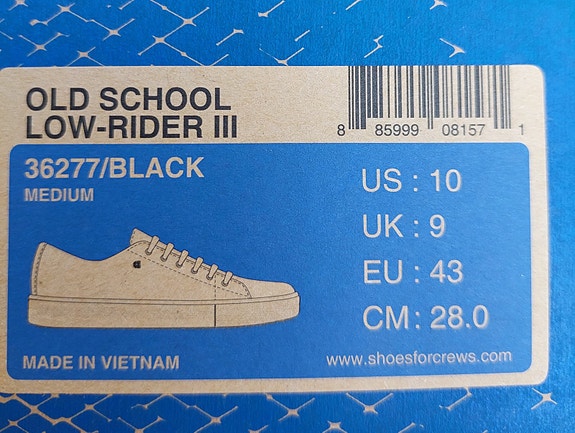 OLD SCHOOL
LOW-RIDER III
8 85999 08157 1
36277/BLACK
MEDIUM
US : 10
UK : 9
EU : 43
CM : 28.0
MADE IN VIETNAM
www.shoesforcrews.com